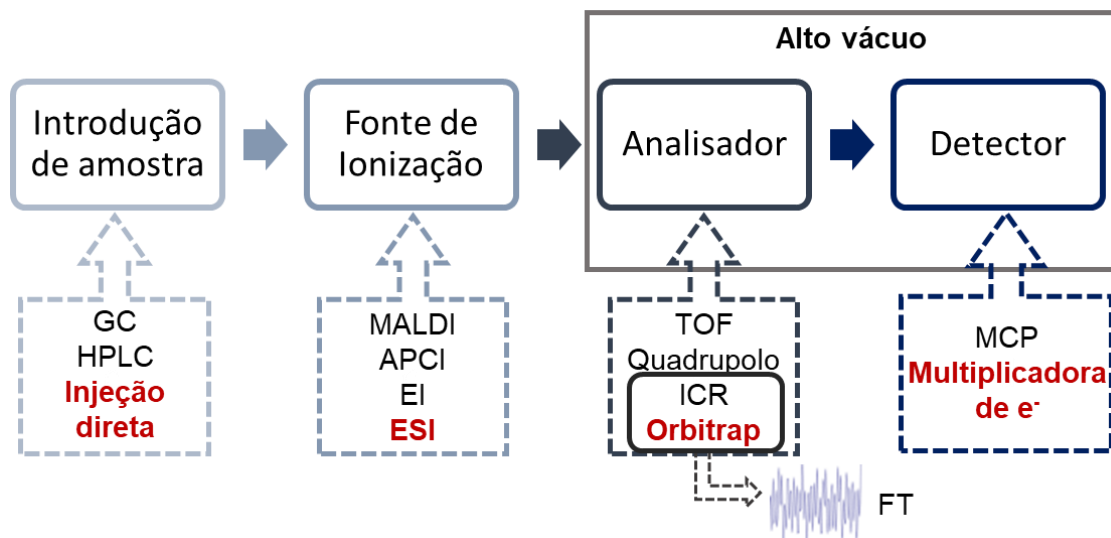 Alto vácuo
Introdução
de amostra
Fonte de
Ionização
Analisador
Detector
GC
HPLC
Injeção
direta
MALDI
APCI
EI
ESI
TOF
Quadrupolo
ICR
Orbitrap
MCP
Multiplicadora
de e⁻
FT